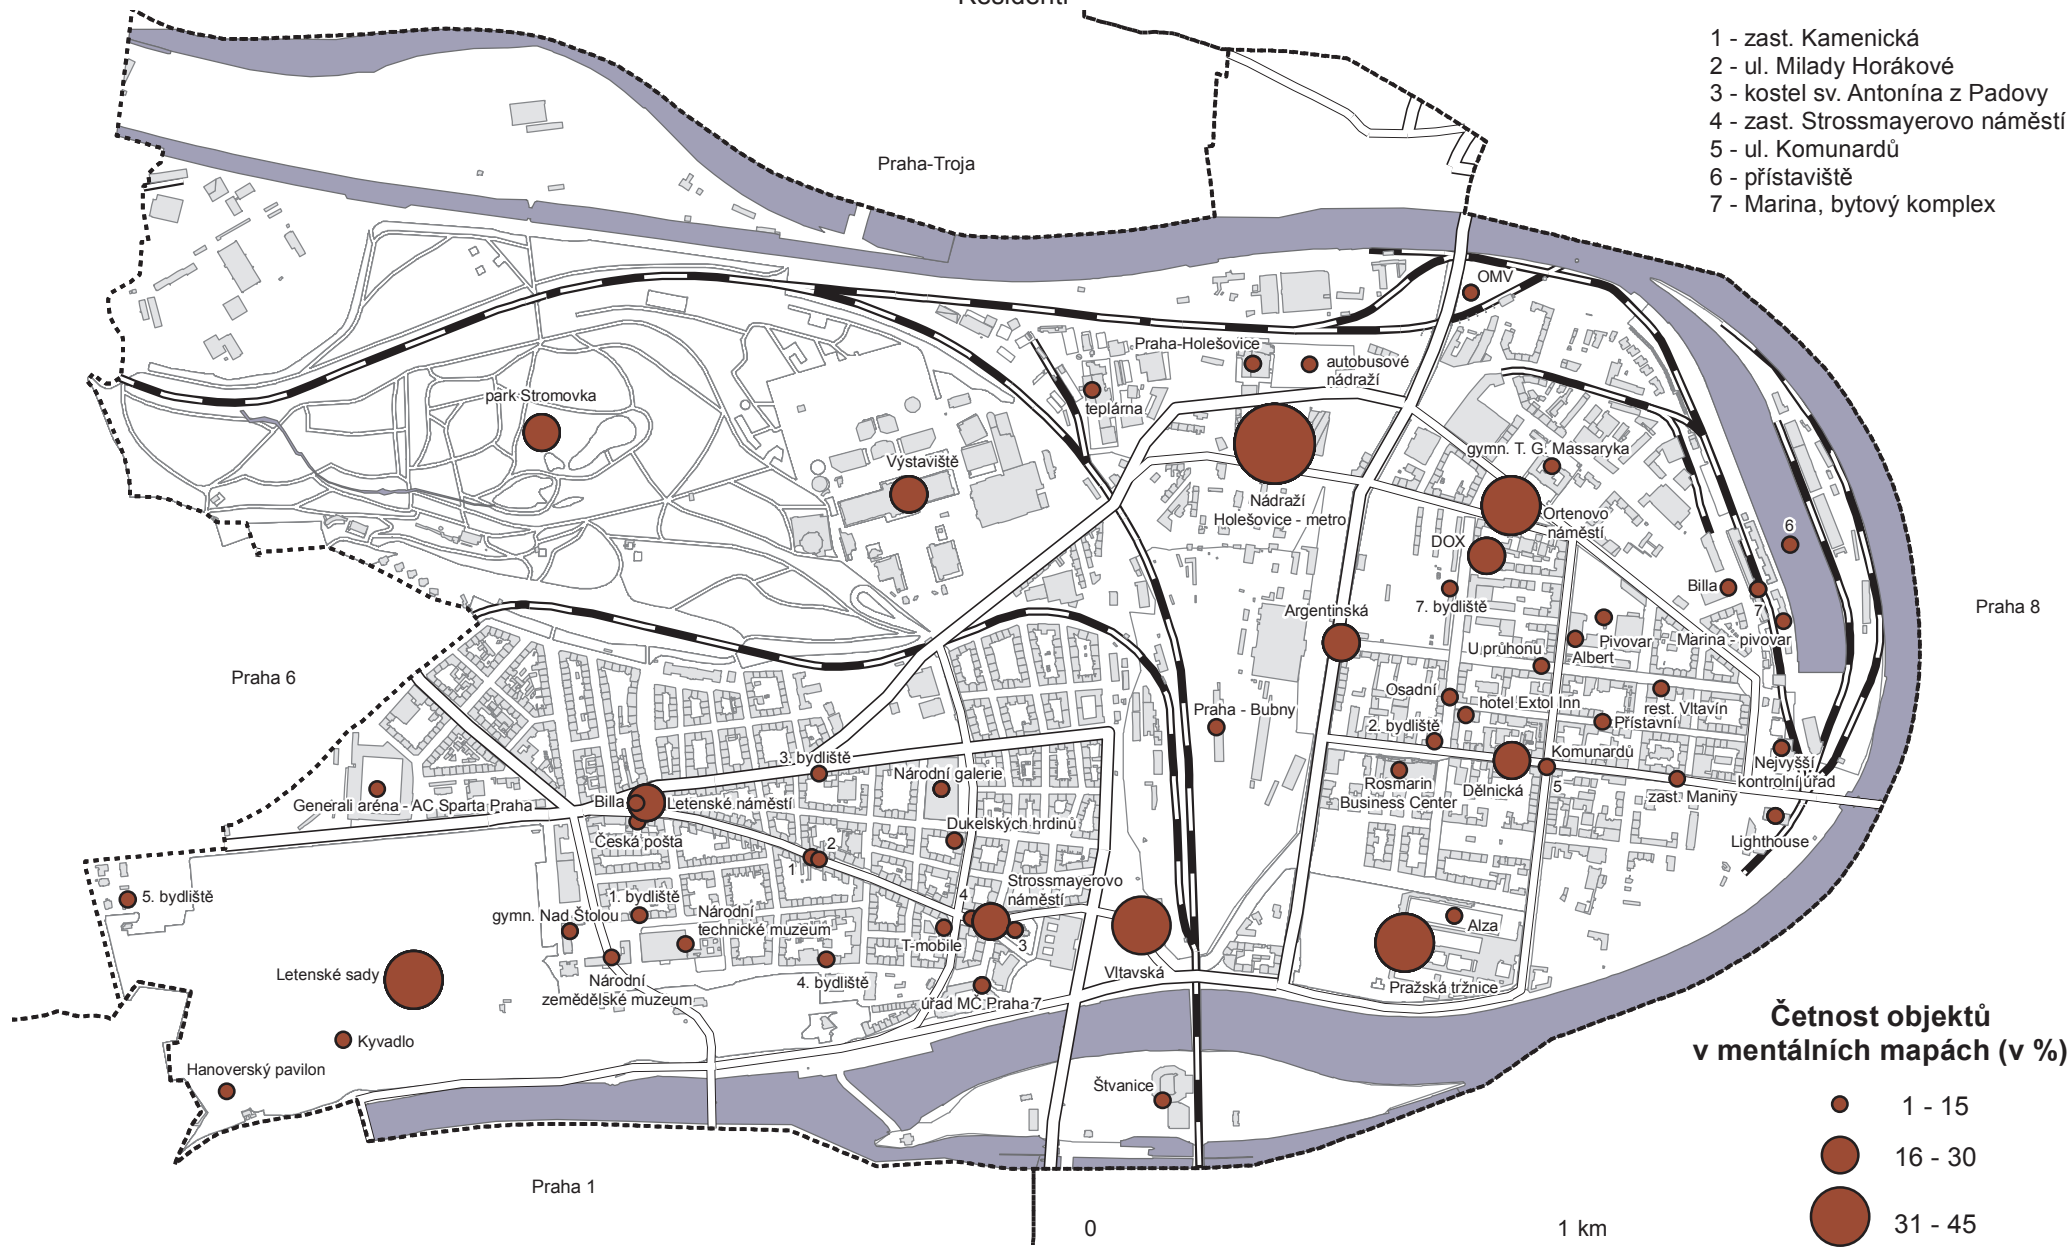 Residenti
1 - zast. Kamenická
2 - ul. Milady Horákové
3 - kostel sv. Antonína z Padovy
4 - zast. Strossmayerovo náměstí
5 - ul. Komunardů
6 - přístaviště
7 - Marina, bytový komplex
Praha-Troja
OMV
Praha-Holešovice
autobusové
nádraží
teplárna
park Stromovka
Výstaviště
gymn. T. G. Massaryka
Nádraží
Holešovice - metro
Ortenovo
náměstí
DOX
6
Billa
7
7. bydliště
Argentinská
Praha 8
Pivovar
Marina - pivovar
U průhonu
Albert
Praha 6
Osadní
hotel Extol Inn
rest. Vltavín
Praha - Bubny
Přístavní
2. bydliště
Komunardů
3. bydliště
Národní galerie
Nejvyšší
kontrolní úřad
Rosmarin
Business Center
Dělnická
5
zast. Maniny
Generali aréna - AC Sparta Praha
Billa
Letenské náměstí
Dukelských hrdinů
Česká pošta
Lighthouse
2
1
Strossmayerovo
náměstí
5. bydliště
1. bydliště
4
gymn. Nad Štolou
Národní
technické muzeum
T-mobile
3
Alza
Letenské sady
Národní
zemědělské muzeum
4. bydliště
Vltavská
Pražská tržnice
úřad MČ Praha 7
Kyvadlo
Hanoverský pavilon
Štvanice
Praha 1
Četnost objektů
v mentálních mapách (v %)
1 - 15
16 - 30
31 - 45
0
1 km